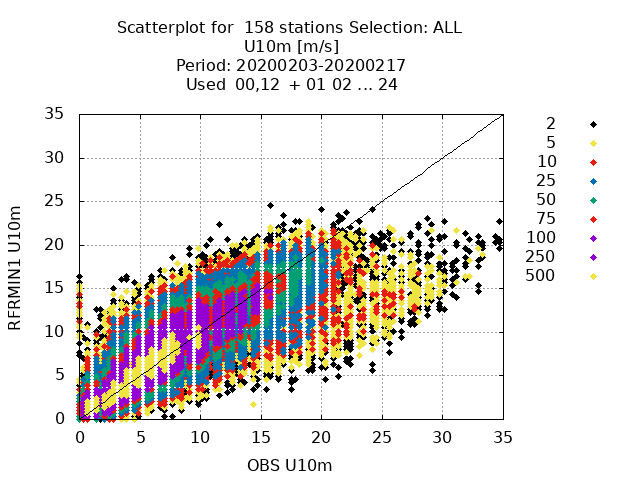 Scatterplot for  158 stations Selection: ALL
U10m [m/s]
Period: 20200203-20200217
Used  00,12  + 01 02 ... 24
35
30
25
20
15
10
5
0
RFRMIN1 U10m
0 5 10 15 20 25 30 35
OBS U10m
2
5
10
25
50
75
100
250
500